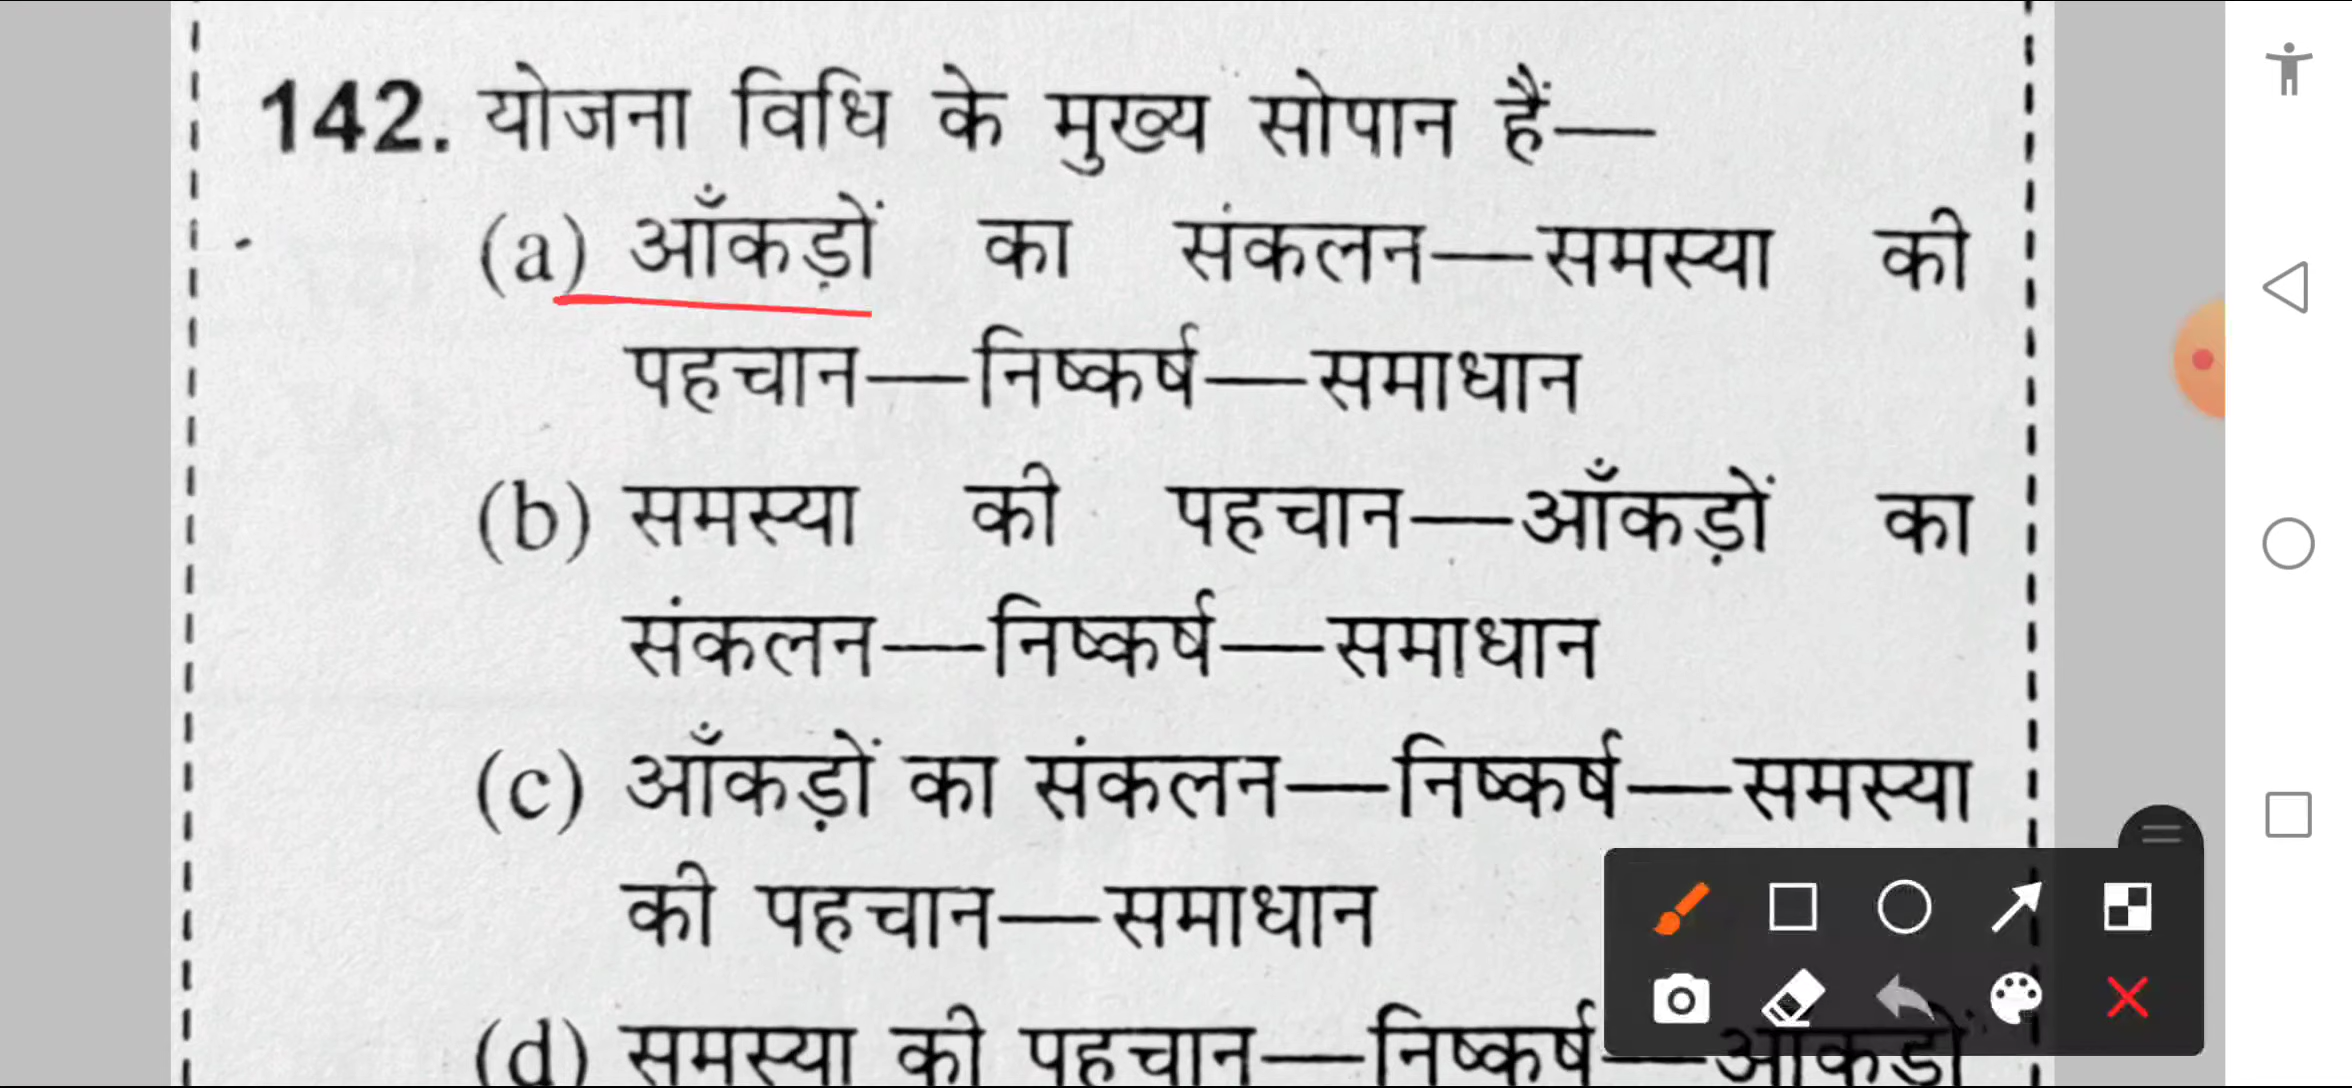 142. योजना विधि के मुख्य सोपान हैं—
(a) आँकड़ों का संकलन—समस्या की
पहचान—निष्कर्ष—समाधान
(b) समस्या की पहचान—आँकड़ों का
संकलन—निष्कर्ष—समाधान
(c) आँकड़ों का संकलन—निष्कर्ष—समस्या
की पहचान—समाधान
(d) समस्या की पहचान—निष्कर्ष—आँकड़ों